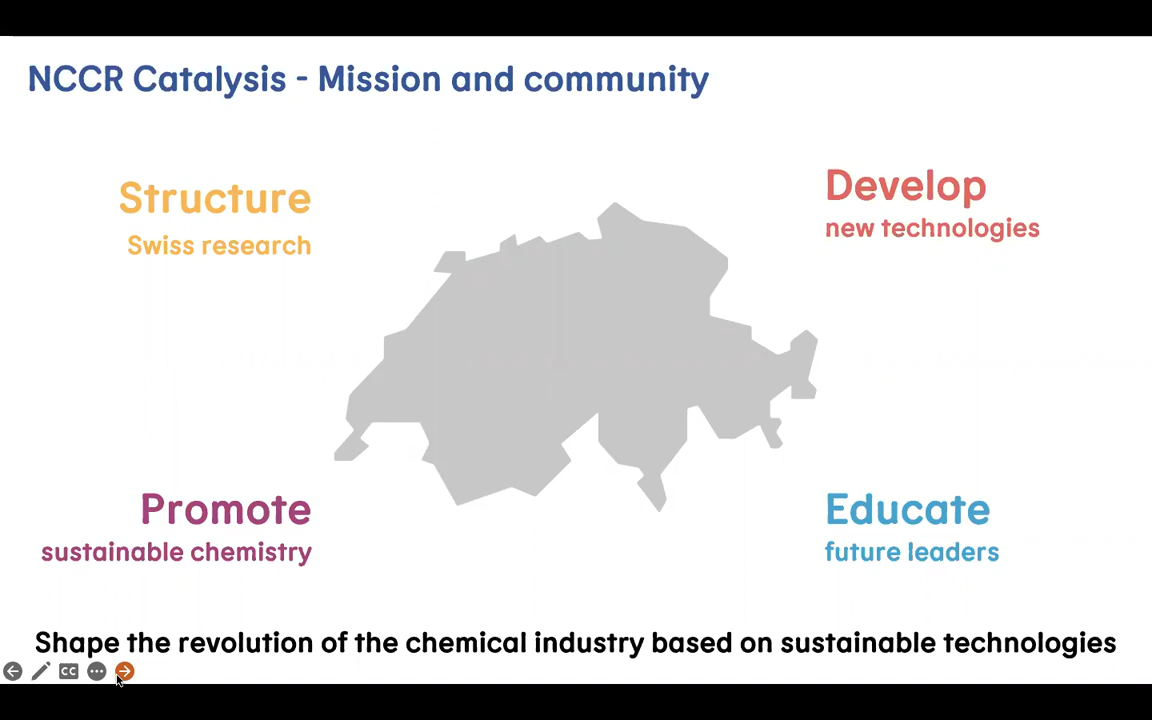 NCCR Catalysis - Mission and community
Structure
Swiss research
Develop
new technologies
Promote
sustainable chemistry
Educate
future leaders
Shape the revolution of the chemical industry based on sustainable technologies
CC